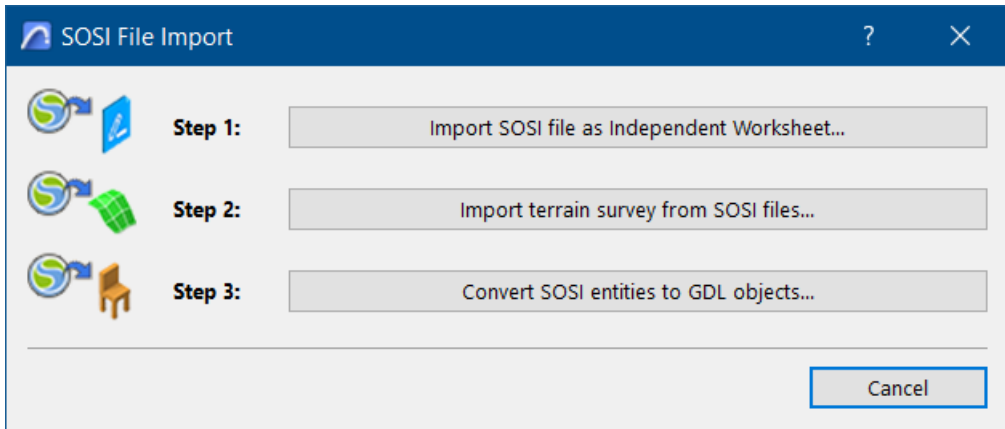 SOSI File Import
Step 1: Import SOSI file as Independent Worksheet...
Step 2: Import terrain survey from SOSI files...
Step 3: Convert SOSI entities to GDL objects...
Cancel